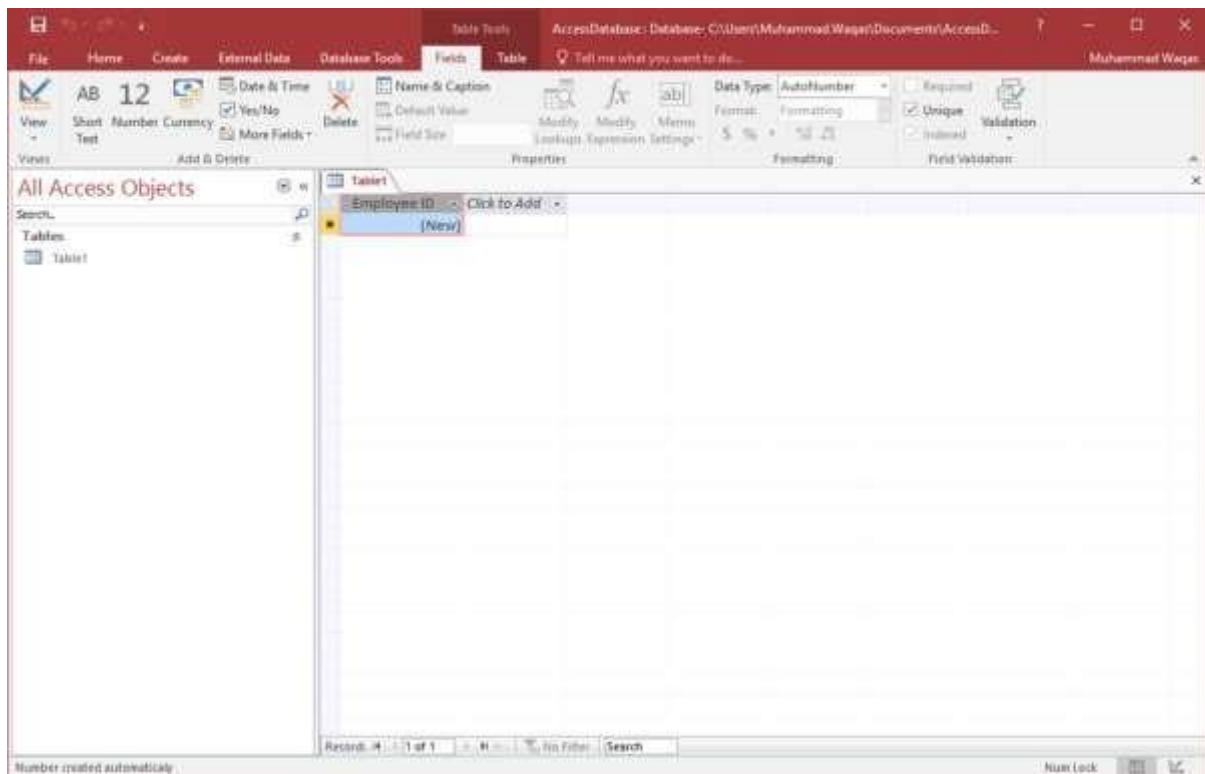 Table Tools AccessDatabase: Database- C:\Users\Muhammad Waqas\Documents\AccessD... ?
File Home Create External Data Database Tools Fields Table Tell me what you want to do... Muhammad Waqas
View
AB Short Text
12 Number
Currency
Date & Time
Yes/No
More Fields
Delete
Name & Caption
Default Value
Field Size
Modify Lookups
fx Modify Expression
ab| Memo Settings
Data Type: AutoNumber
Format: Formatting
$ %
Required
Unique
Indexed
Validation
Views Add & Delete Properties Formatting Field Validation
All Access Objects
Search...
Tables
Table1
Table1
Employee ID Click to Add
(New)
Record: 1 of 1 No Filter Search
Number created automaticaly Num Lock